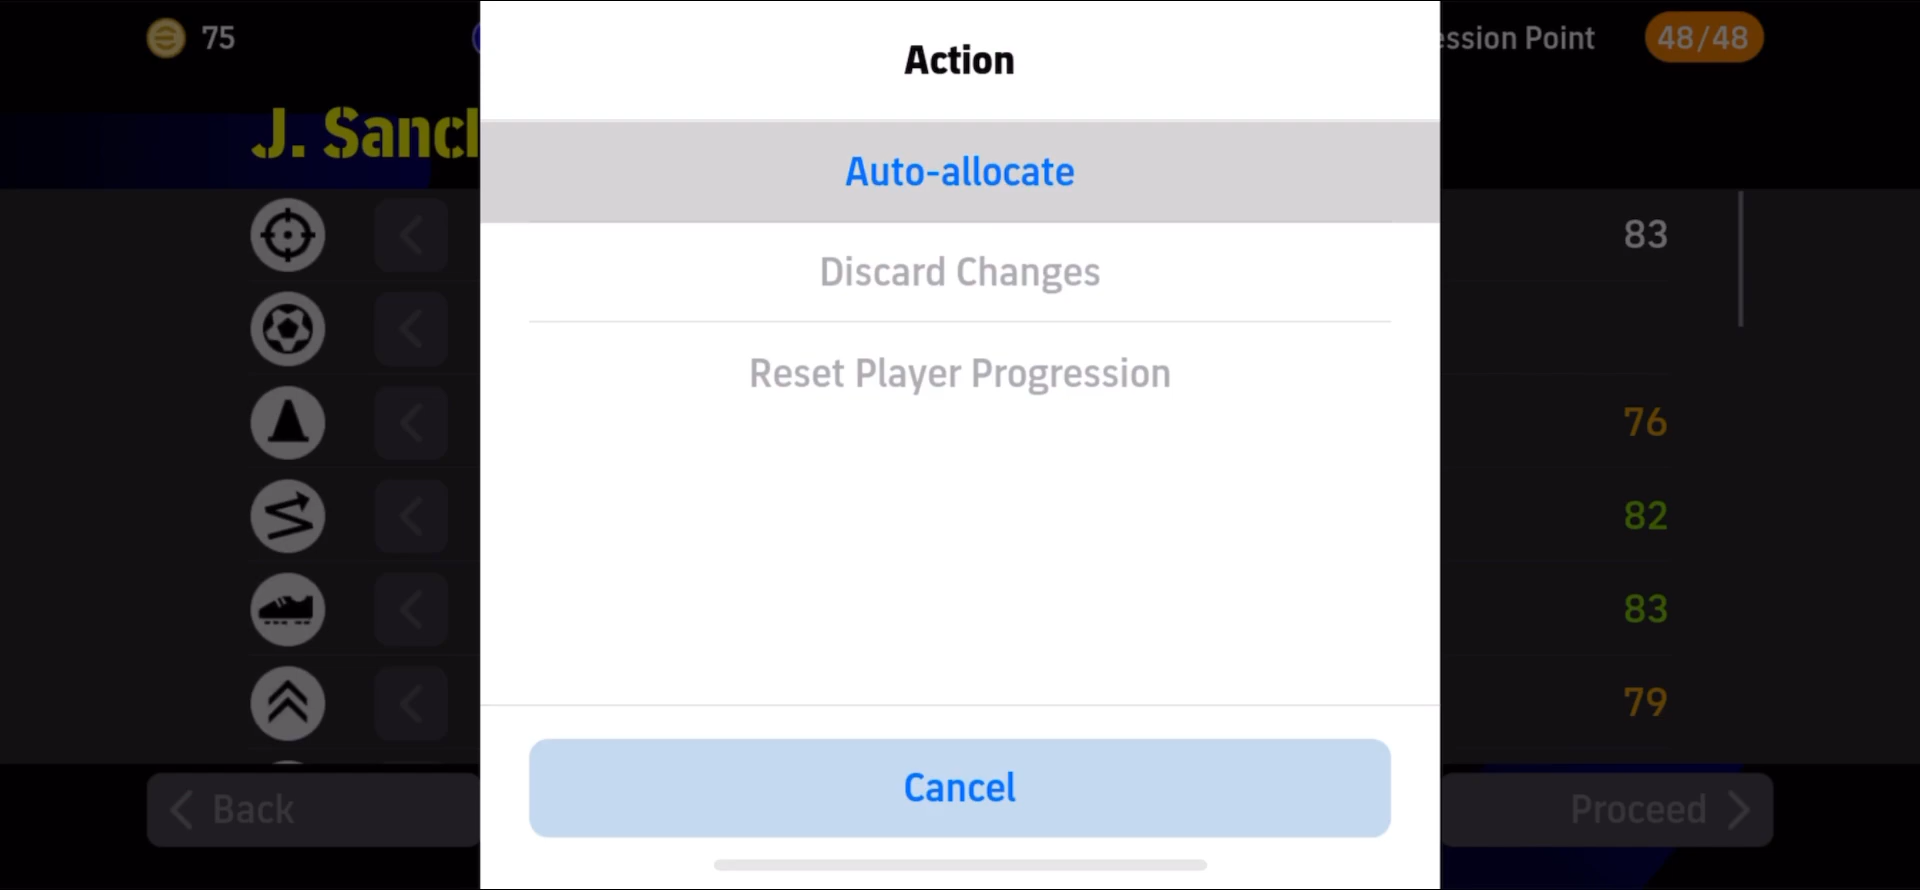 75
Action
ession Point
48/48
J. Sancl
Auto-allocate
83
Discard Changes
Reset Player Progression
76
82
83
79
Cancel
Back
Proceed